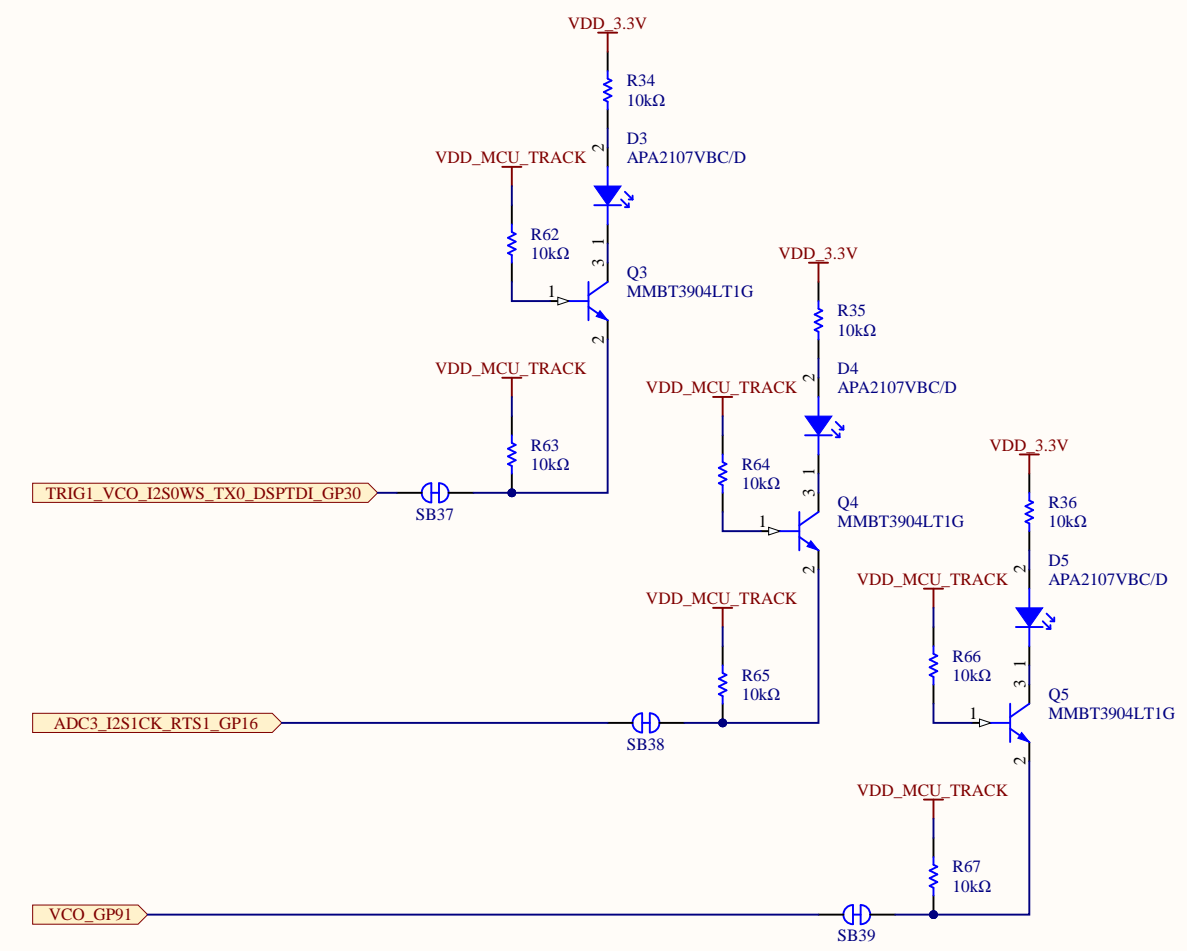 VDD_3.3V
R34
10kΩ
D3
2
APA2107VBC/D
VDD_MCU_TRACK
R62
10kΩ
1
3
Q3
MMBT3904LT1G
1
2
VDD_MCU_TRACK
R63
10kΩ
TRIG1_VCO_I2S0WS_TX0_DSPTDI_GP30
SB37
VDD_3.3V
R35
10kΩ
D4
2
APA2107VBC/D
VDD_MCU_TRACK
R64
10kΩ
1
3
Q4
MMBT3904LT1G
1
2
VDD_MCU_TRACK
R65
10kΩ
ADC3_I2S1CK_RTS1_GP16
SB38
VDD_3.3V
R36
10kΩ
D5
2
APA2107VBC/D
VDD_MCU_TRACK
R66
10kΩ
1
3
Q5
MMBT3904LT1G
1
2
VDD_MCU_TRACK
R67
10kΩ
VCO_GP91
SB39